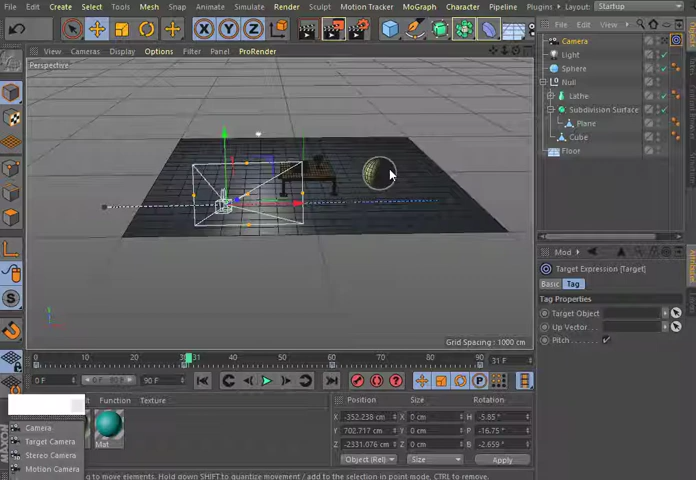 Edit Create Select Tools Mesh Snap Animate Simulate Render Sculpt Motion Tracker MoGraph Character Pipeline Plugins Layout: Startup
X Y Z
File Edit View
View Cameras Display Options Filter Panel ProRender
Perspective
Camera
Light
Sphere
Null
Lathe
Subdivision Surface
Plane
Cube
Floor
Mod
Target Expression [Target]
Basic Tag
Tag Properties
Target Object
Up Vector . .
Pitch . . . . . . .
Grid Spacing : 1000 cm
0 10 20 31 40 50 60 70 80 90 31 F
0 F 0 F 90 F 90 F
Function Texture
Mat
Camera
Target Camera
Stereo Camera
Motion Camera
Position Size Rotation
X -352.238 cm X 0 cm H -5.85 °
Y 702.717 cm Y 0 cm P -16.75 °
Z -2331.076 cm Z 0 cm B -2.659 °
Object (Rel) Size Apply
g to move elements. Hold down SHIFT to quantize movement / add to the selection in point mode, CTRL to remove.